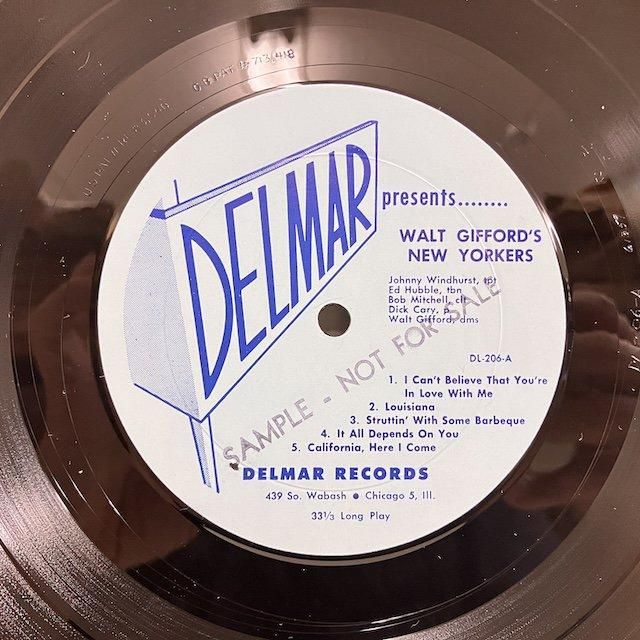 DELMAR
presents........
WALT GIFFORD'S
NEW YORKERS
Johnny Windhurst, tpt
Ed Hubble, tbn
Bob Mitchell, clt
Dick Cary, p
Walt Gifford, dms
SAMPLE - NOT FOR SALE
DL-206-A
1. I Can't Believe That You're
In Love With Me
2. Louisiana
3. Struttin' With Some Barbeque
4. It All Depends On You
5. California, Here I Come
DELMAR RECORDS
439 So. Wabash ● Chicago 5, Ill.
33⅓ Long Play